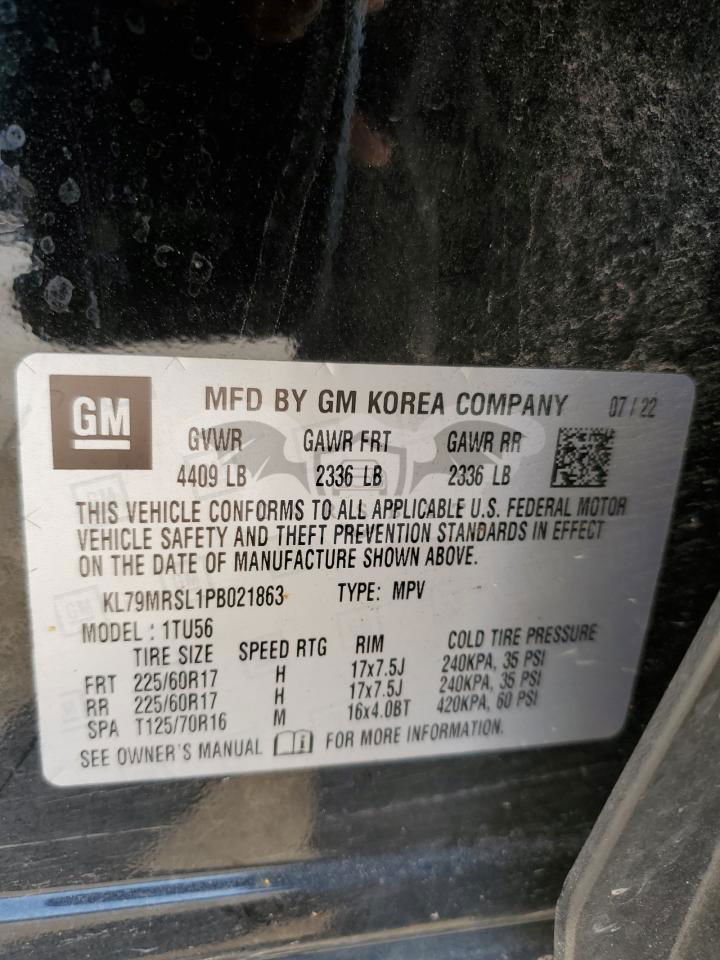 GM
MFD BY GM KOREA COMPANY 07 / 22
GVWR GAWR FRT GAWR RR
4409 LB 2336 LB 2336 LB
THIS VEHICLE CONFORMS TO ALL APPLICABLE U.S. FEDERAL MOTOR
VEHICLE SAFETY AND THEFT PREVENTION STANDARDS IN EFFECT
ON THE DATE OF MANUFACTURE SHOWN ABOVE.
KL79MRSL1PB021863 TYPE: MPV
MODEL : 1TU56
TIRE SIZE SPEED RTG RIM COLD TIRE PRESSURE
FRT 225/60R17 H 17x7.5J 240KPA, 35 PSI
RR 225/60R17 H 17x7.5J 240KPA, 35 PSI
SPA T125/70R16 M 16x4.0BT 420KPA, 60 PSI
SEE OWNER'S MANUAL i FOR MORE INFORMATION.